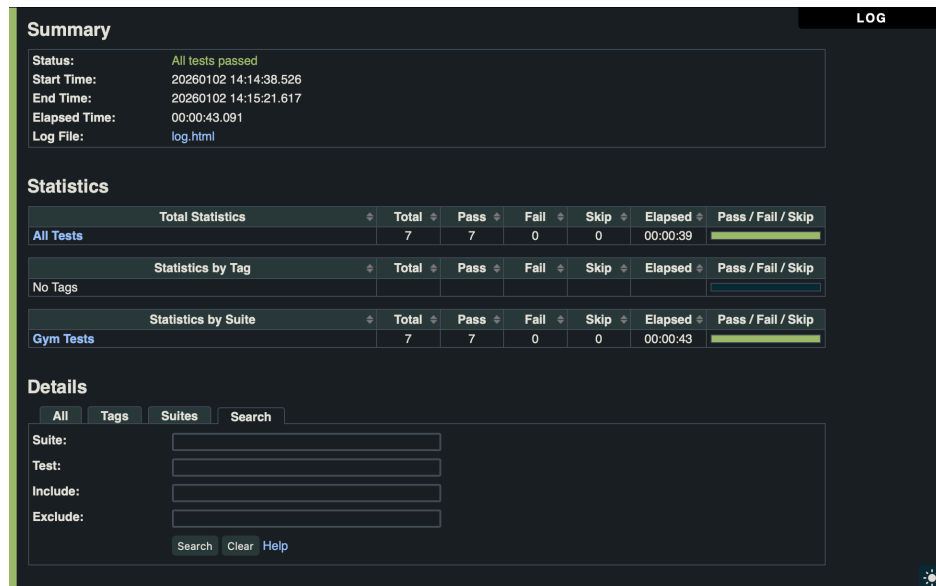 LOG
Summary
Status: All tests passed
Start Time: 20260102 14:14:38.526
End Time: 20260102 14:15:21.617
Elapsed Time: 00:00:43.091
Log File: log.html
Statistics
Total Statistics Total Pass Fail Skip Elapsed Pass / Fail / Skip
All Tests 7 7 0 0 00:00:39
Statistics by Tag Total Pass Fail Skip Elapsed Pass / Fail / Skip
No Tags
Statistics by Suite Total Pass Fail Skip Elapsed Pass / Fail / Skip
Gym Tests 7 7 0 0 00:00:43
Details
All Tags Suites Search
Suite:
Test:
Include:
Exclude:
Search Clear Help